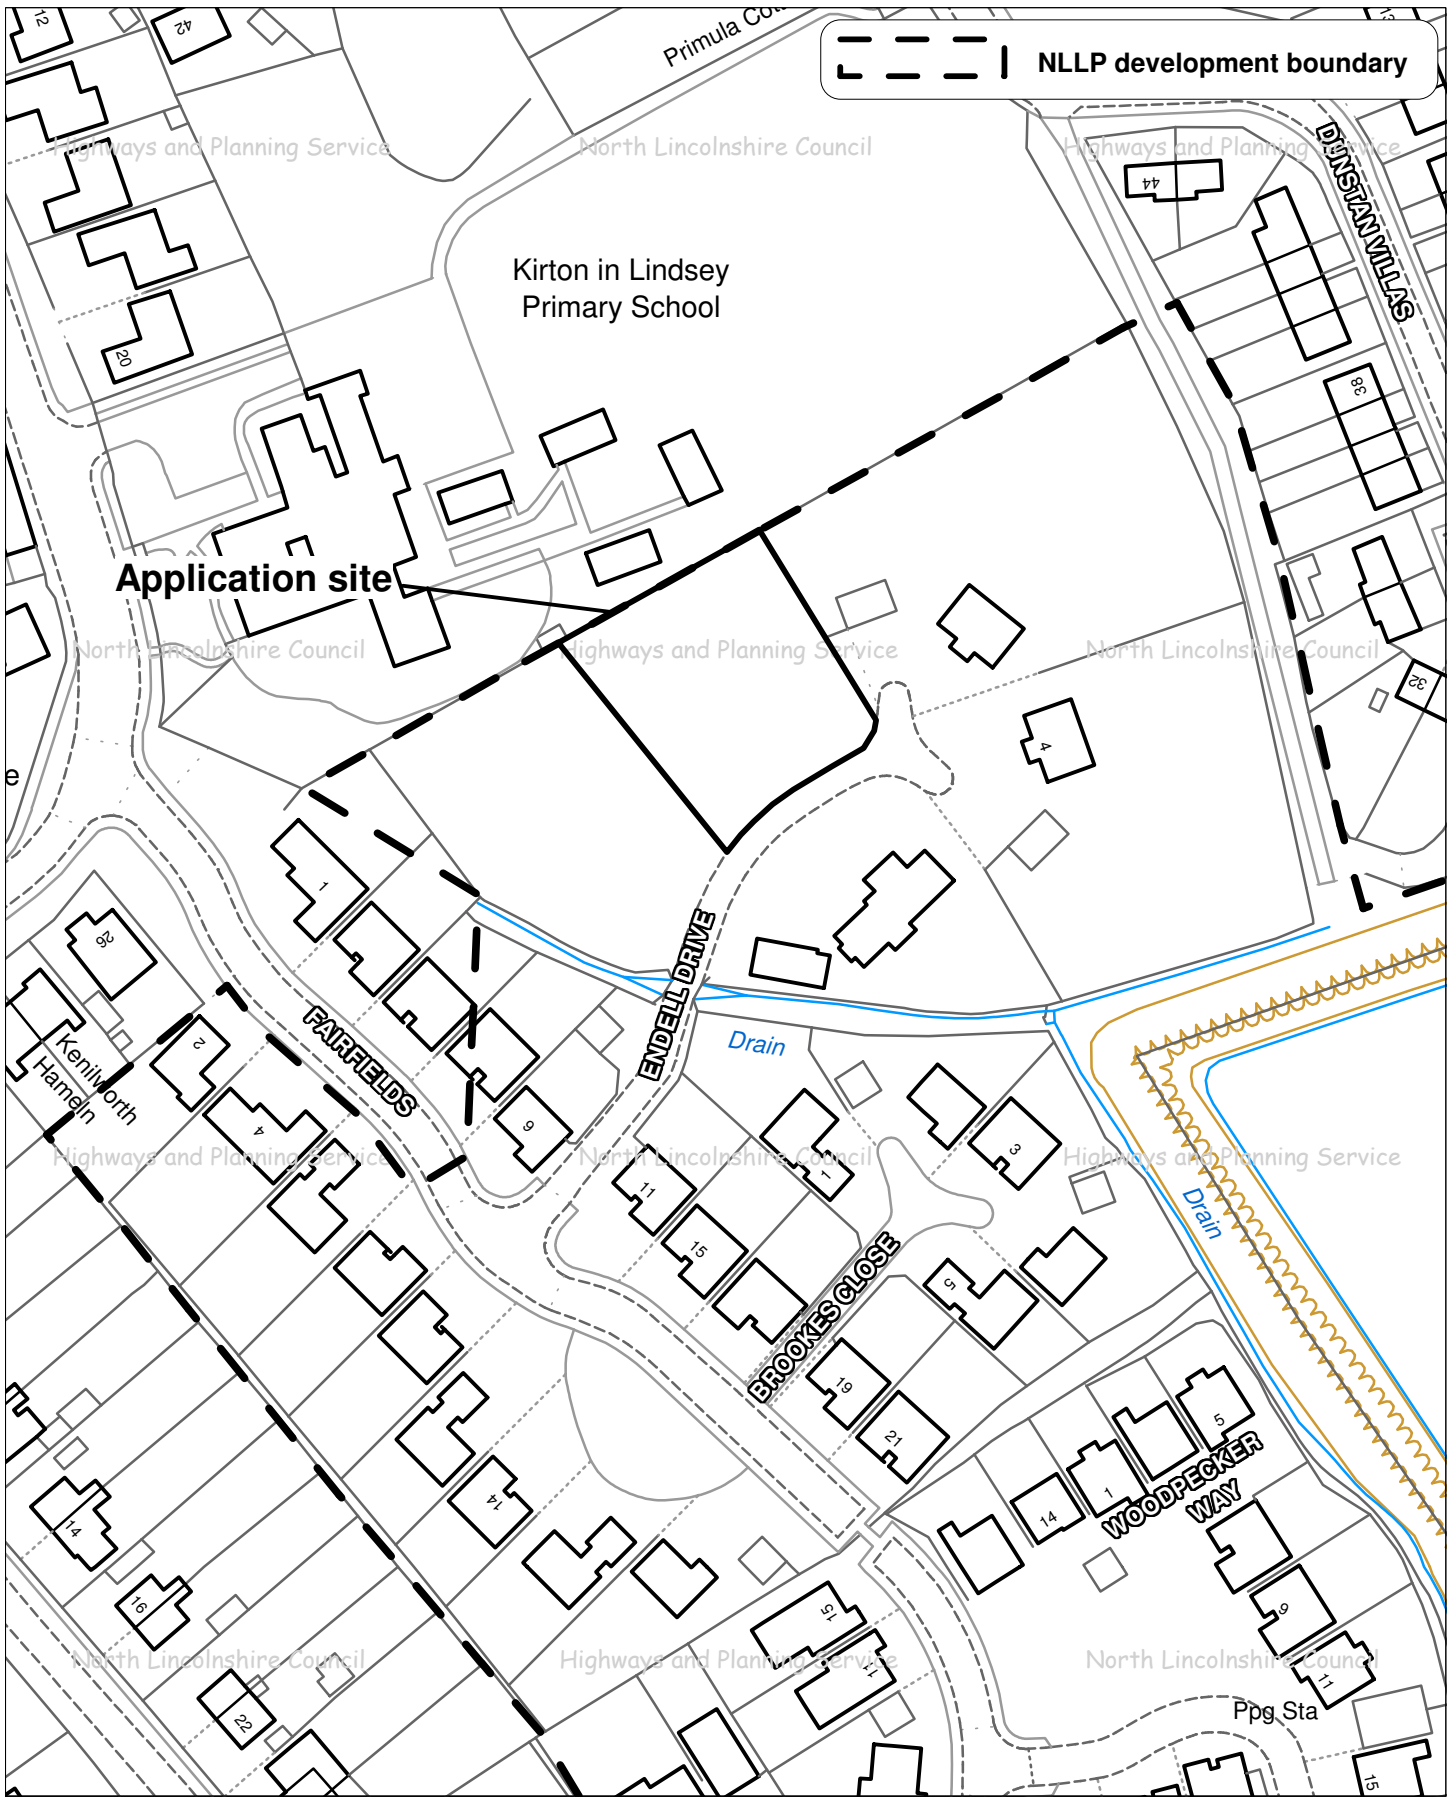 12
42
Primula
13
NLLP development boundary
Highways and Planning Service
North Lincolnshire Council
Highways and Planning Service
DUNSTAN VILLAS
44
Kirton in Lindsey
Primary School
20
38
Application site
North Lincolnshire Council
Highways and Planning Service
North Lincolnshire Council
32
4
e
1
26
ENDELL DRIVE
FAIRFIELDS
2
Kenilworth
Hameln
Drain
4
9
3
1
Highways and Planning Service
North Lincolnshire Council
Highways and Planning Service
11
Drain
15
BROOKES CLOSE
5
19
21
5
WOODPECKER
WAY
1
14
14
14
16
15
9
North Lincolnshire Council
Highways and Planning Service
North Lincolnshire Council
11
11
22
Ppg Sta
15